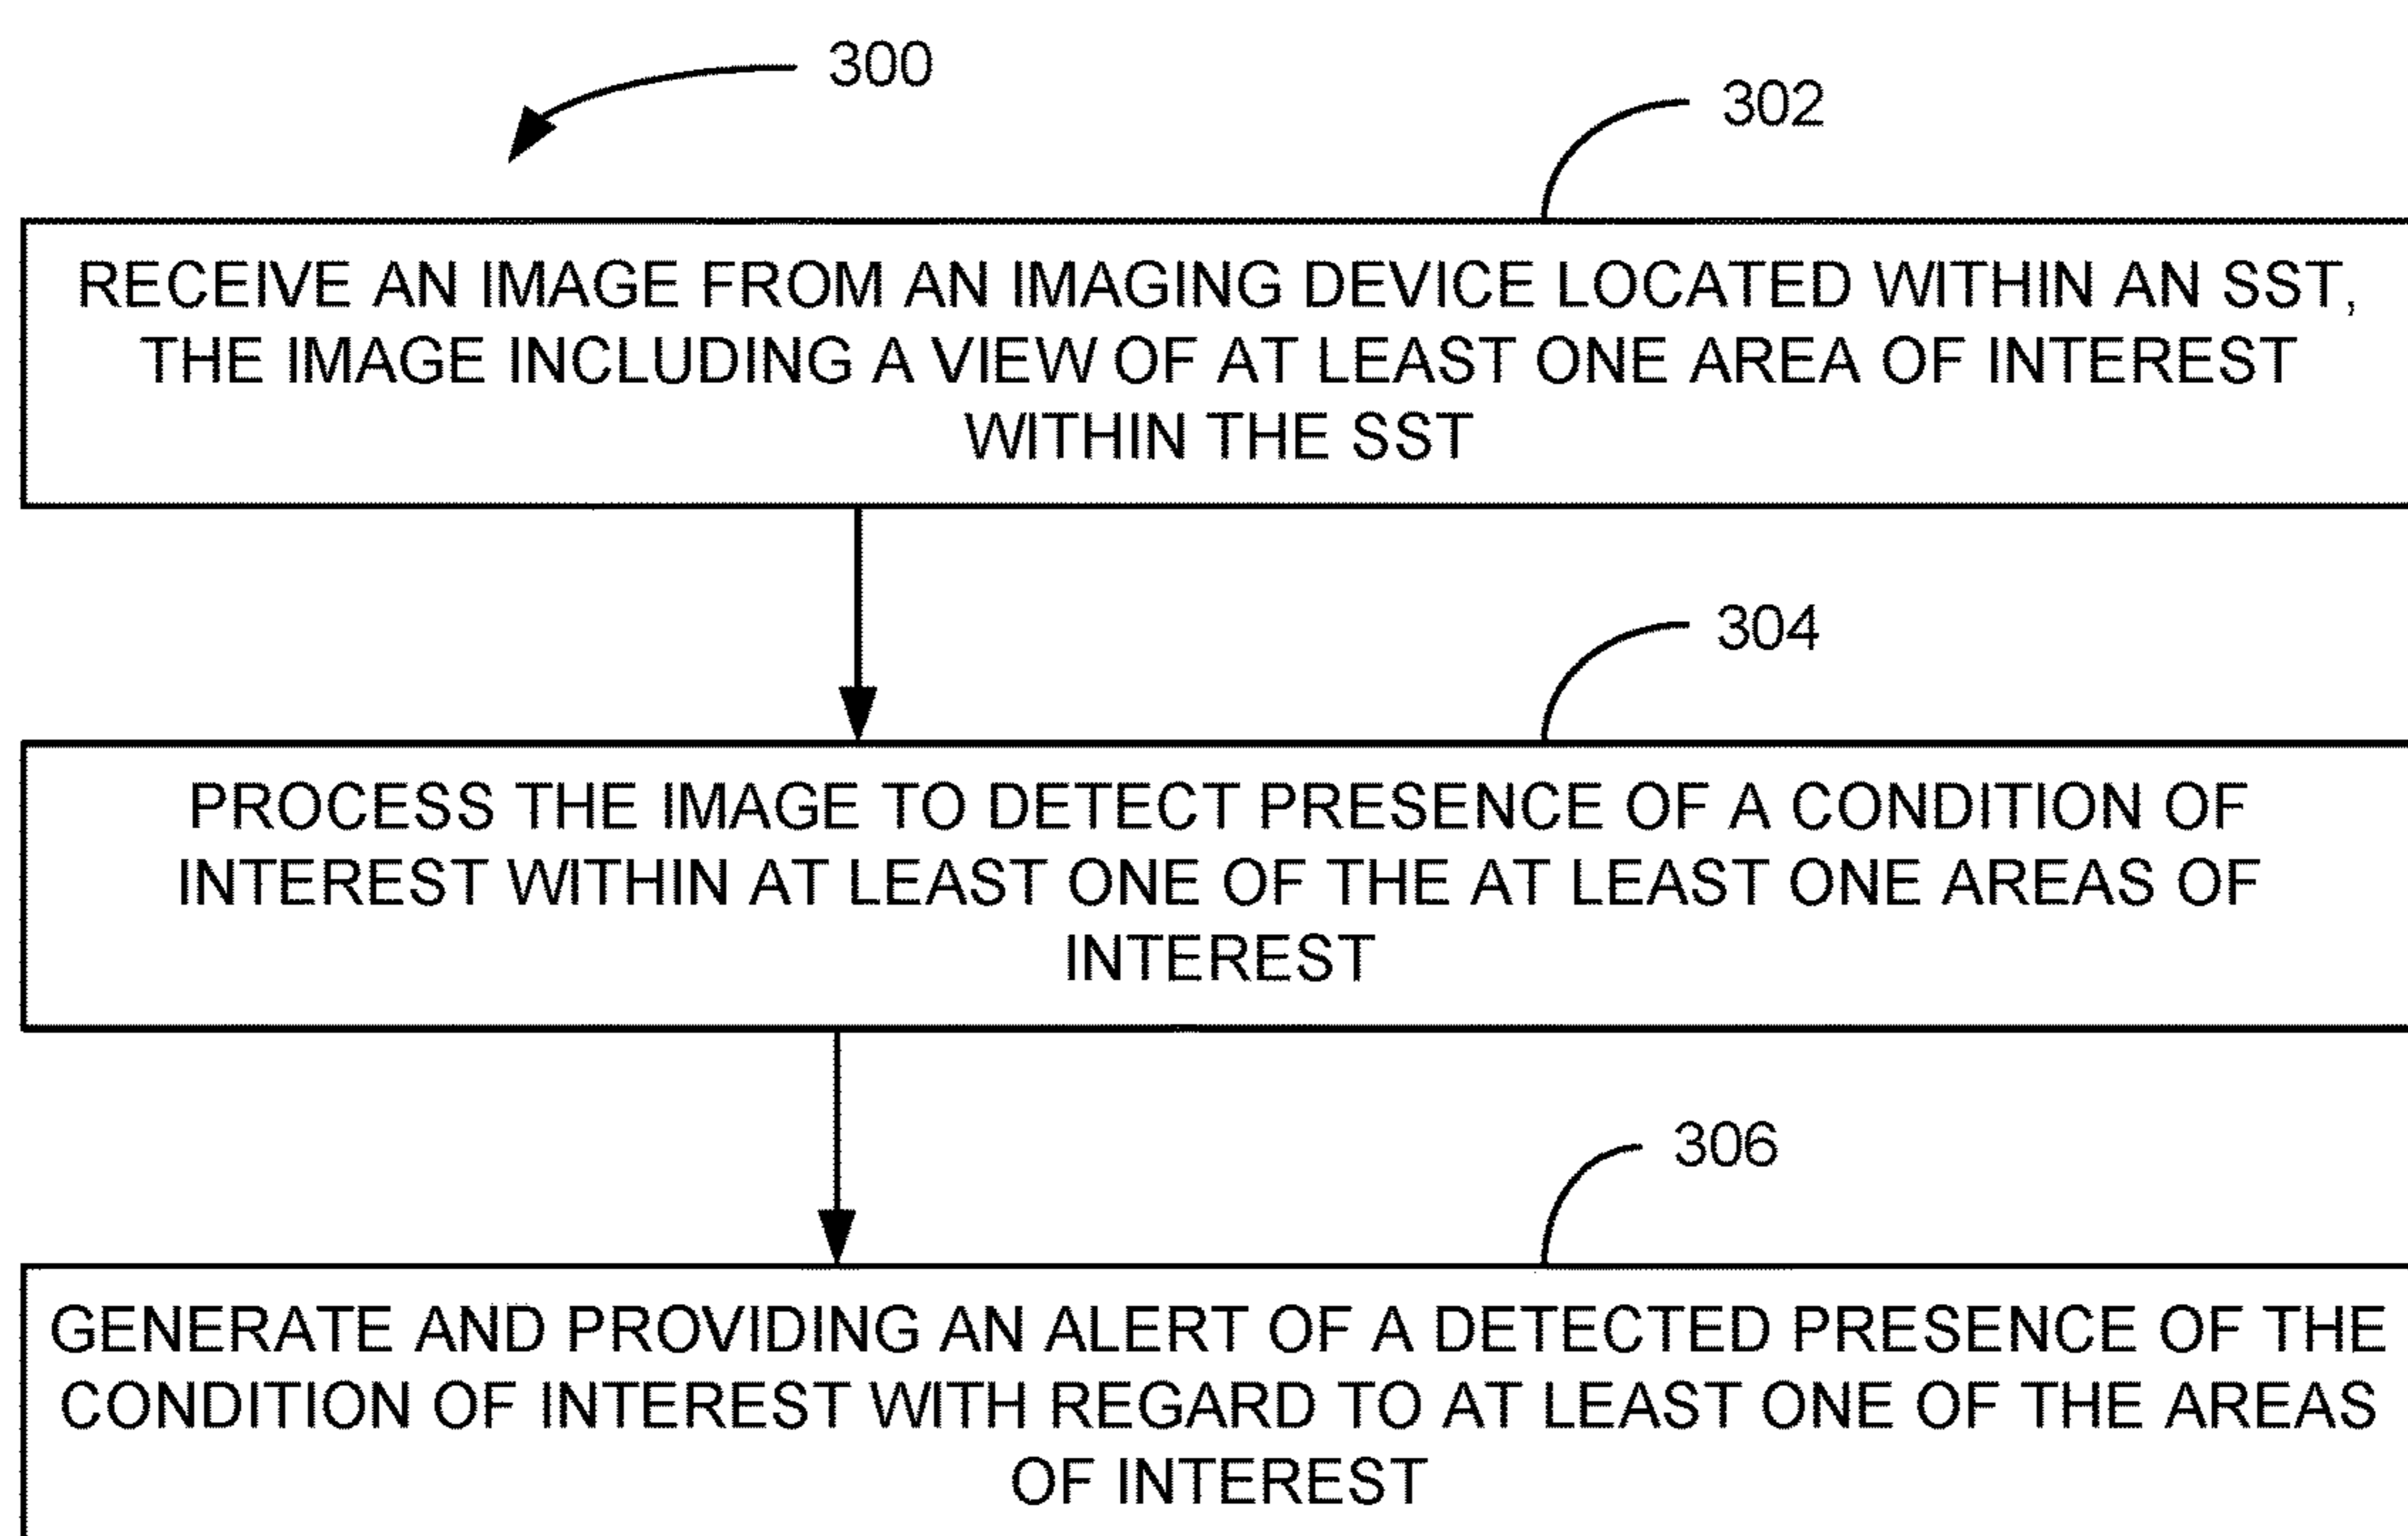 300
302
RECEIVE AN IMAGE FROM AN IMAGING DEVICE LOCATED WITHIN AN SST,
THE IMAGE INCLUDING A VIEW OF AT LEAST ONE AREA OF INTEREST
WITHIN THE SST
304
PROCESS THE IMAGE TO DETECT PRESENCE OF A CONDITION OF
INTEREST WITHIN AT LEAST ONE OF THE AT LEAST ONE AREAS OF
INTEREST
306
GENERATE AND PROVIDING AN ALERT OF A DETECTED PRESENCE OF THE
CONDITION OF INTEREST WITH REGARD TO AT LEAST ONE OF THE AREAS
OF INTEREST